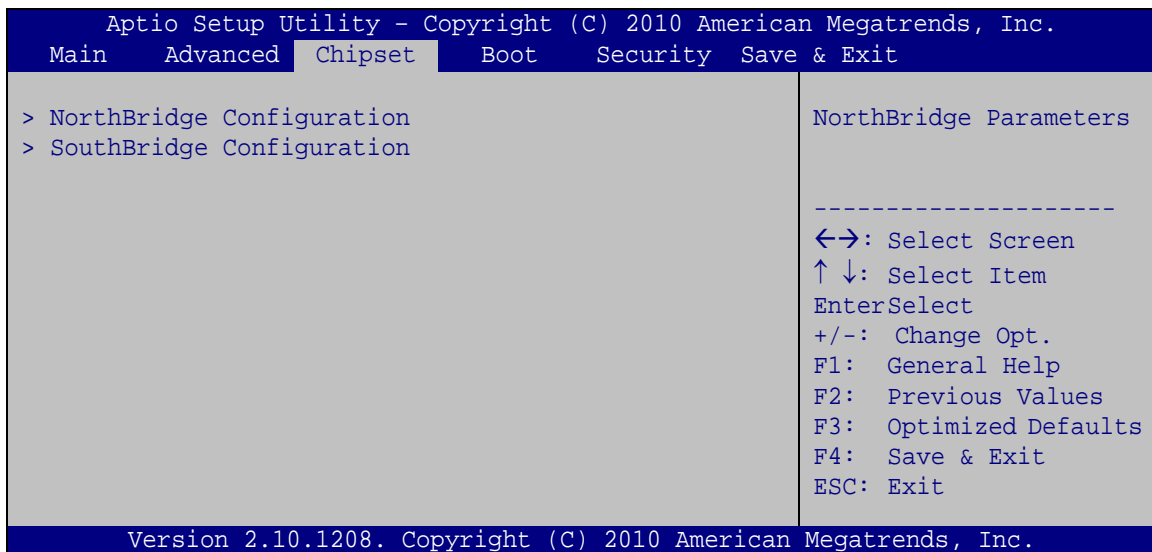 Aptio Setup Utility – Copyright (C) 2010 American Megatrends, Inc.
Main Advanced Chipset Boot Security Save & Exit
> NorthBridge Configuration
> SouthBridge Configuration
NorthBridge Parameters
---------------------
←→: Select Screen
↑ ↓: Select Item
EnterSelect
+/-: Change Opt.
F1: General Help
F2: Previous Values
F3: Optimized Defaults
F4: Save & Exit
ESC: Exit
Version 2.10.1208. Copyright (C) 2010 American Megatrends, Inc.